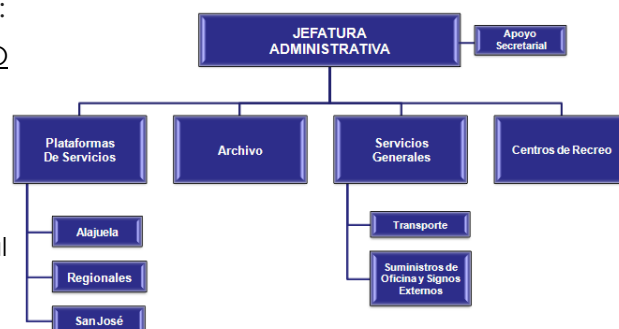 :
JEFATURA
ADMINISTRATIVA
Apoyo
Secretarial
Plataformas
De Servicios
Archivo
Servicios
Generales
Centros de Recreo
Alajuela
Regionales
San José
Transporte
Suministros de
Oficina y Signos
Externos